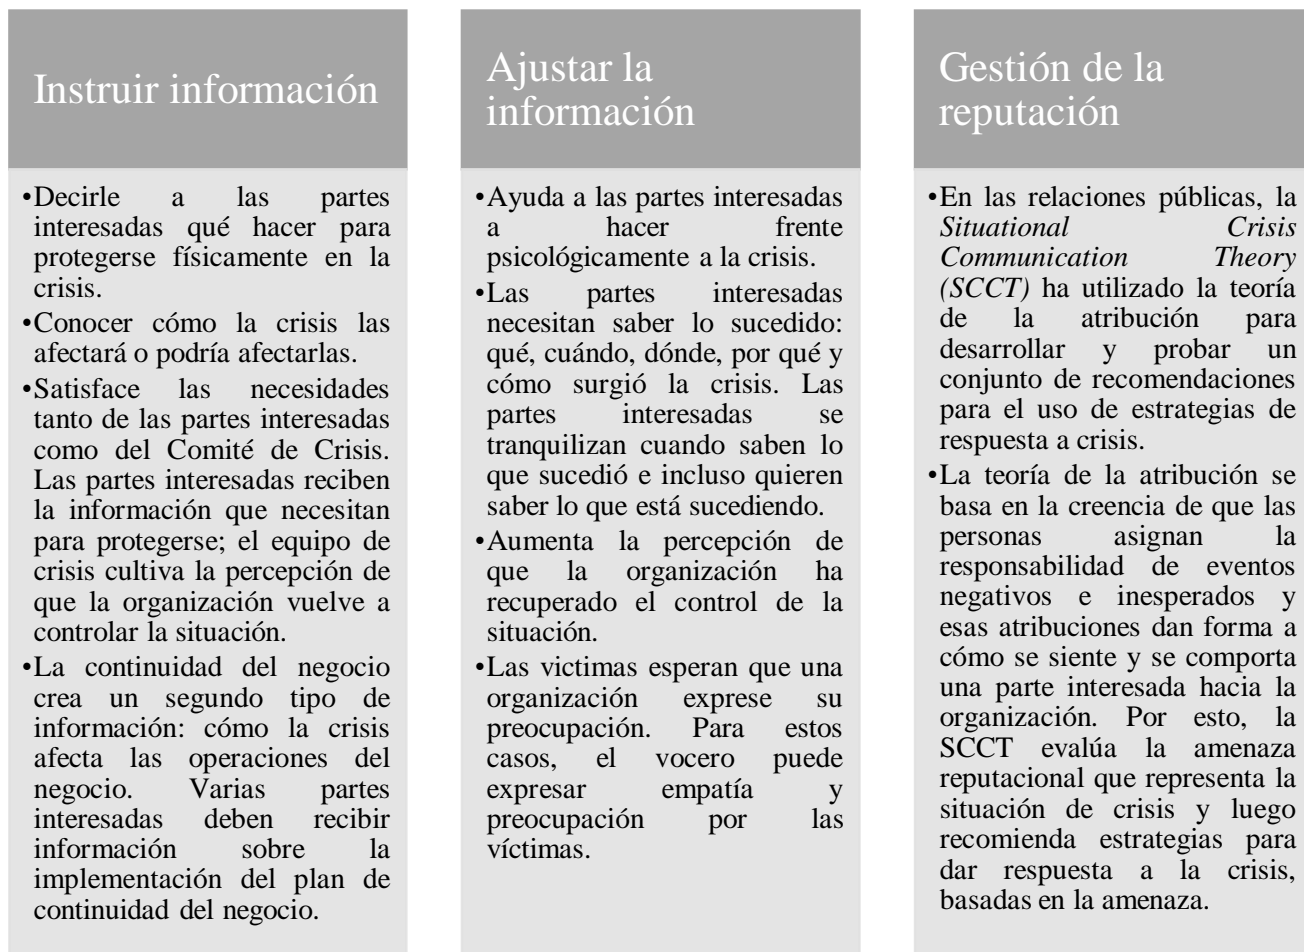 Instruir información
•Decirle a las partes
interesadas qué hacer para
protegerse físicamente en la
crisis.
•Conocer cómo la crisis las
afectará o podría afectarlas.
•Satisface las necesidades
tanto de las partes interesadas
como del Comité de Crisis.
Las partes interesadas reciben
la información que necesitan
para protegerse; el equipo de
crisis cultiva la percepción de
que la organización vuelve a
controlar la situación.
•La continuidad del negocio
crea un segundo tipo de
información: cómo la crisis
afecta las operaciones del
negocio. Varias partes
interesadas deben recibir
información sobre la
implementación del plan de
continuidad del negocio.
Ajustar la
información
•Ayuda a las partes interesadas
a hacer frente
psicológicamente a la crisis.
•Las partes interesadas
necesitan saber lo sucedido:
qué, cuándo, dónde, por qué y
cómo surgió la crisis. Las
partes interesadas se
tranquilizan cuando saben lo
que sucedió e incluso quieren
saber lo que está sucediendo.
•Aumenta la percepción de
que la organización ha
recuperado el control de la
situación.
•Las victimas esperan que una
organización exprese su
preocupación. Para estos
casos, el vocero puede
expresar empatía y
preocupación por las
víctimas.
Gestión de la
reputación
•En las relaciones públicas, la
Situational Crisis
Communication Theory
(SCCT) ha utilizado la teoría
de la atribución para
desarrollar y probar un
conjunto de recomendaciones
para el uso de estrategias de
respuesta a crisis.
•La teoría de la atribución se
basa en la creencia de que las
personas asignan la
responsabilidad de eventos
negativos e inesperados y
esas atribuciones dan forma a
cómo se siente y se comporta
una parte interesada hacia la
organización. Por esto, la
SCCT evalúa la amenaza
reputacional que representa la
situación de crisis y luego
recomienda estrategias para
dar respuesta a la crisis,
basadas en la amenaza.